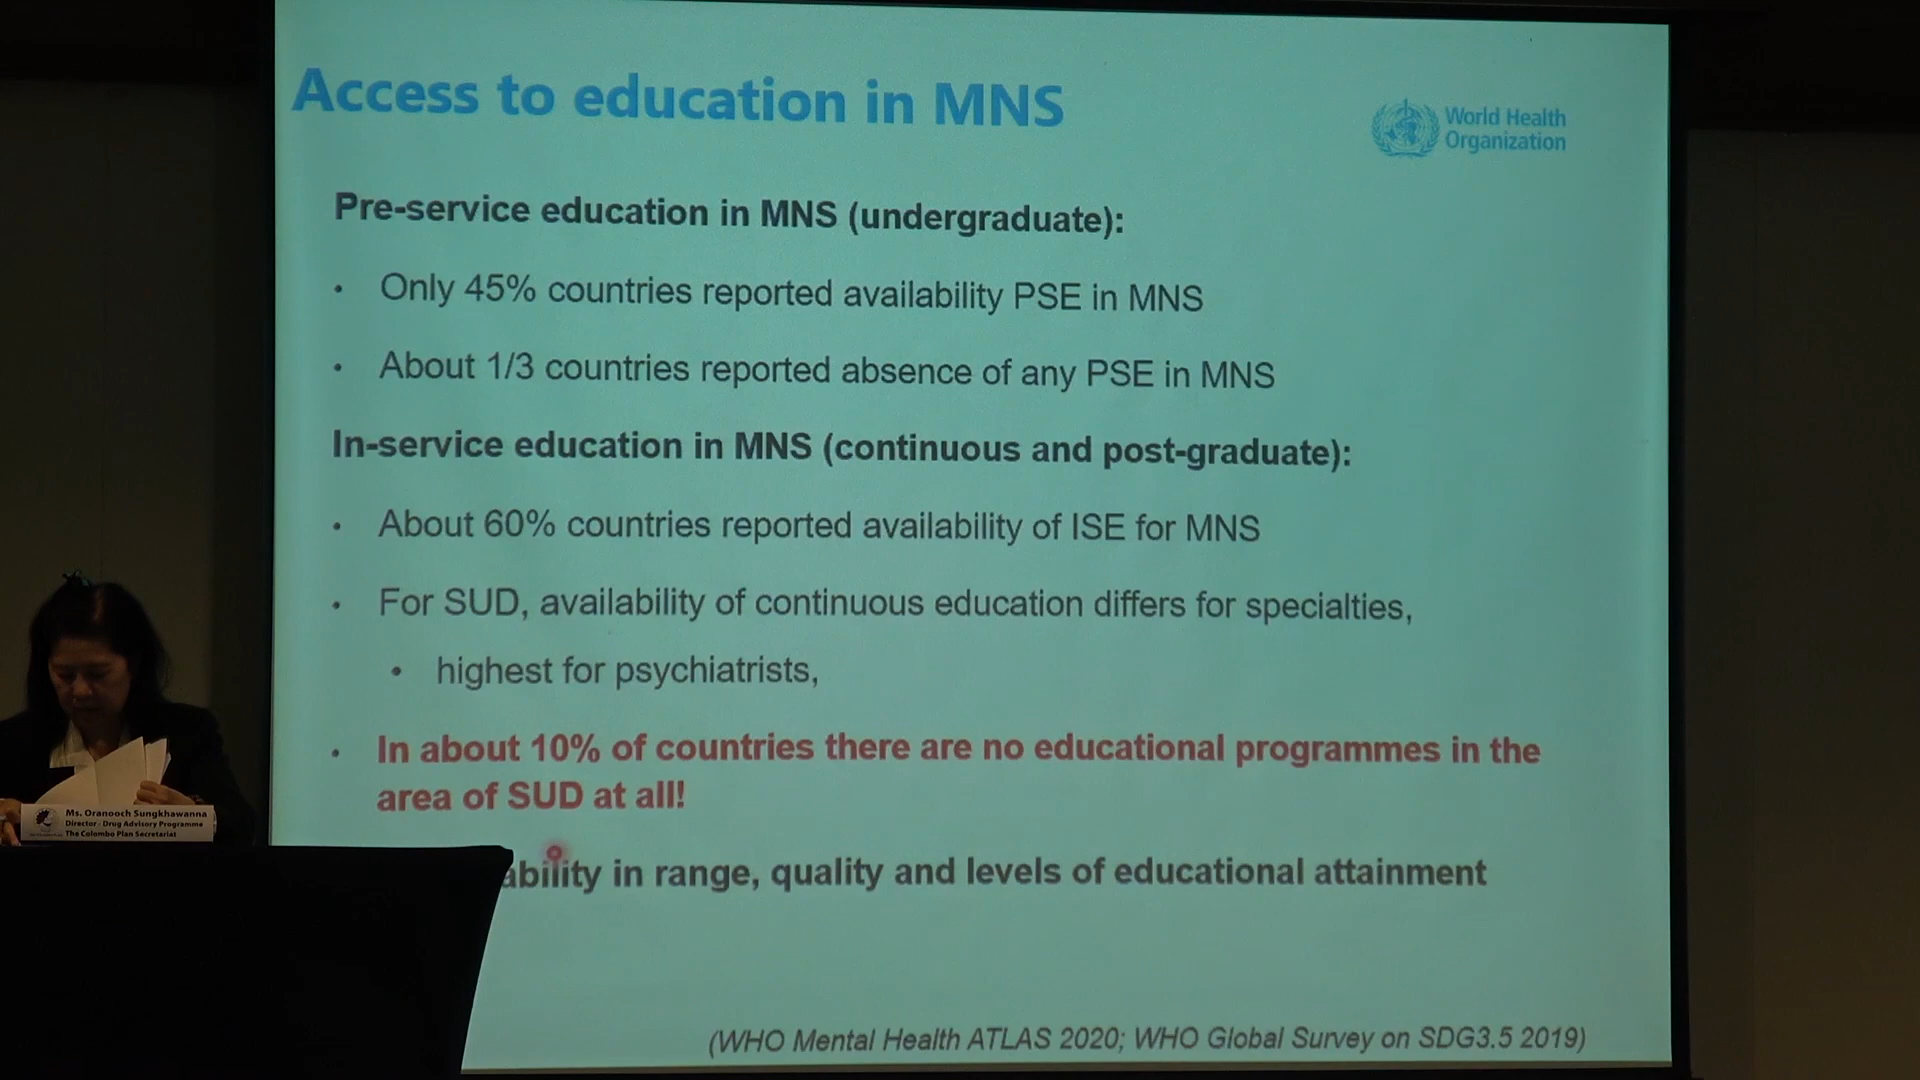 Access to education in MNS
World Health
Organization
Pre-service education in MNS (undergraduate):
• Only 45% countries reported availability PSE in MNS
• About 1/3 countries reported absence of any PSE in MNS
In-service education in MNS (continuous and post-graduate):
• About 60% countries reported availability of ISE for MNS
• For SUD, availability of continuous education differs for specialties,
• highest for psychiatrists,
• In about 10% of countries there are no educational programmes in the
area of SUD at all!
ability in range, quality and levels of educational attainment
(WHO Mental Health ATLAS 2020; WHO Global Survey on SDG3.5 2019)
Ms. Oranooch Sungkhawanna
Director - Drug Advisory Programme
The Colombo Plan Secretariat